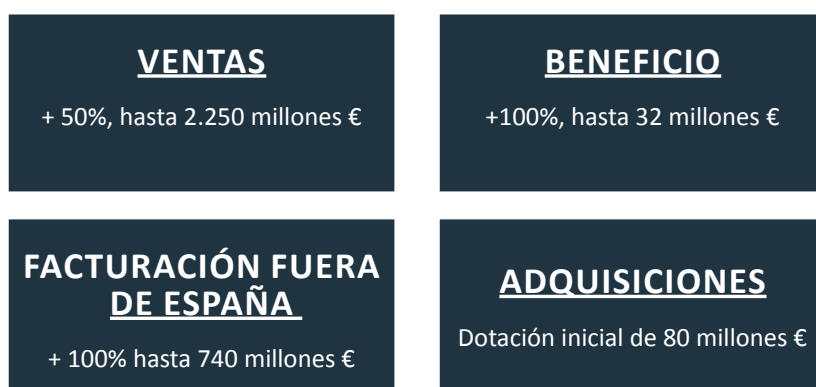 VENTAS
+ 50%, hasta 2.250 millones €
BENEFICIO
+100%, hasta 32 millones €
FACTURACIÓN FUERA
DE ESPAÑA
+ 100% hasta 740 millones €
ADQUISICIONES
Dotación inicial de 80 millones €